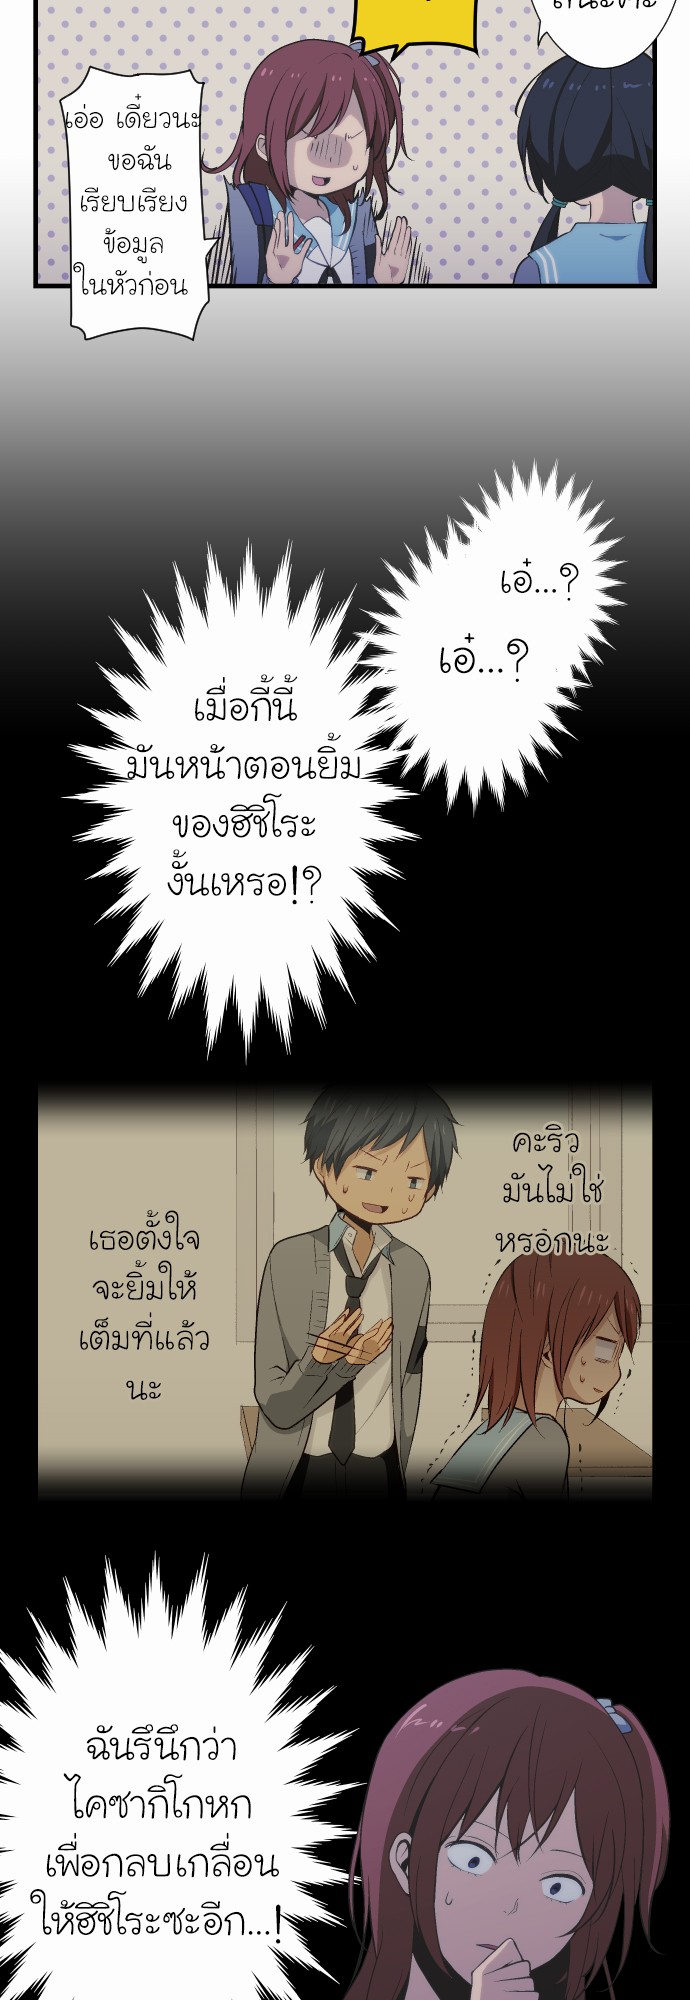 เอ่อ เดี๋ยวนะ
ขอฉัน
เรียบเรียง
ข้อมูล
ในหัวก่อน
เอ๋...?
เอ๋...?
เมื่อกี้นี้
มันหน้าตอนยิ้ม
ของฮิชิโระ
งั้นเหรอ!?
คะริว
มันไม่ใช่
หรอกนะ
เธอตั้งใจ
จะยิ้มให้
เต็มที่แล้ว
นะ
ฉันรึนึกว่า
ไคซากิโกหก
เพื่อกลบเกลื่อน
ให้ฮิชิโระซะอีก...!